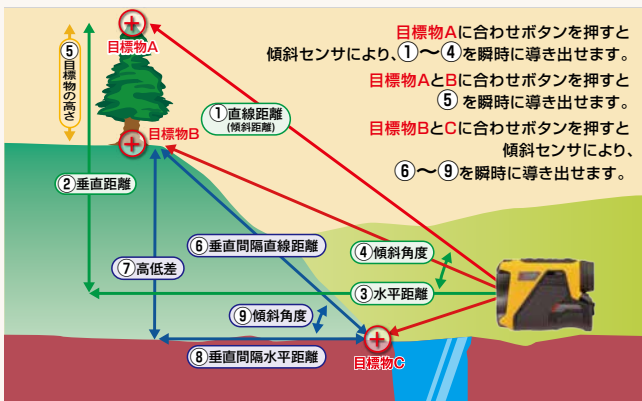 目標物Aに合わせボタンを押すと
傾斜センサにより、①〜④を瞬時に導き出せます。
目標物AとBに合わせボタンを押すと
⑤を瞬時に導き出せます。
目標物BとCに合わせボタンを押すと
傾斜センサにより、
⑥〜⑨を瞬時に導き出せます。
目標物A
⑤目標物の高さ
①直線距離
(傾斜距離)
目標物B
②垂直距離
⑥垂直間隔直線距離
④傾斜角度
⑦高低差
③水平距離
⑨傾斜角度
⑧垂直間隔水平距離
目標物C